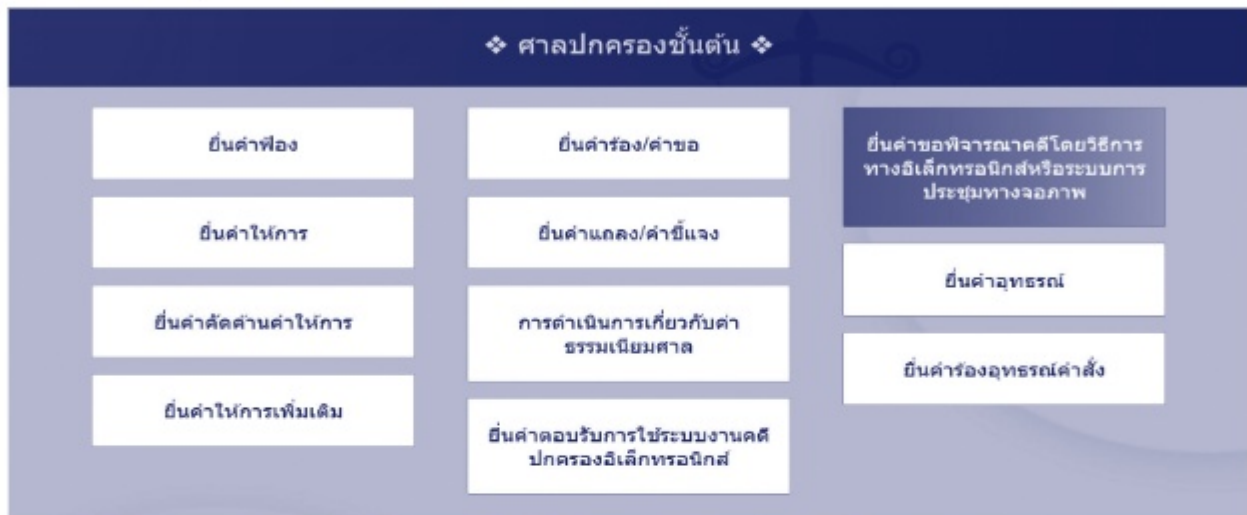 ❖ ศาลปกครองชั้นต้น ❖
ยื่นคำฟ้อง
ยื่นคำให้การ
ยื่นคำคัดค้านคำให้การ
ยื่นคำให้การเพิ่มเติม
ยื่นคำร้อง/คำขอ
ยื่นคำแถลง/คำชี้แจง
การดำเนินการเกี่ยวกับค่า
ธรรมเนียมศาล
ยื่นคำตอบรับการใช้ระบบงานคดี
ปกครองอิเล็กทรอนิกส์
ยื่นคำขอพิจารณาคดีโดยวิธีการ
ทางอิเล็กทรอนิกส์หรือระบบการ
ประชุมทางจอภาพ
ยื่นคำอุทธรณ์
ยื่นคำร้องอุทธรณ์คำสั่ง